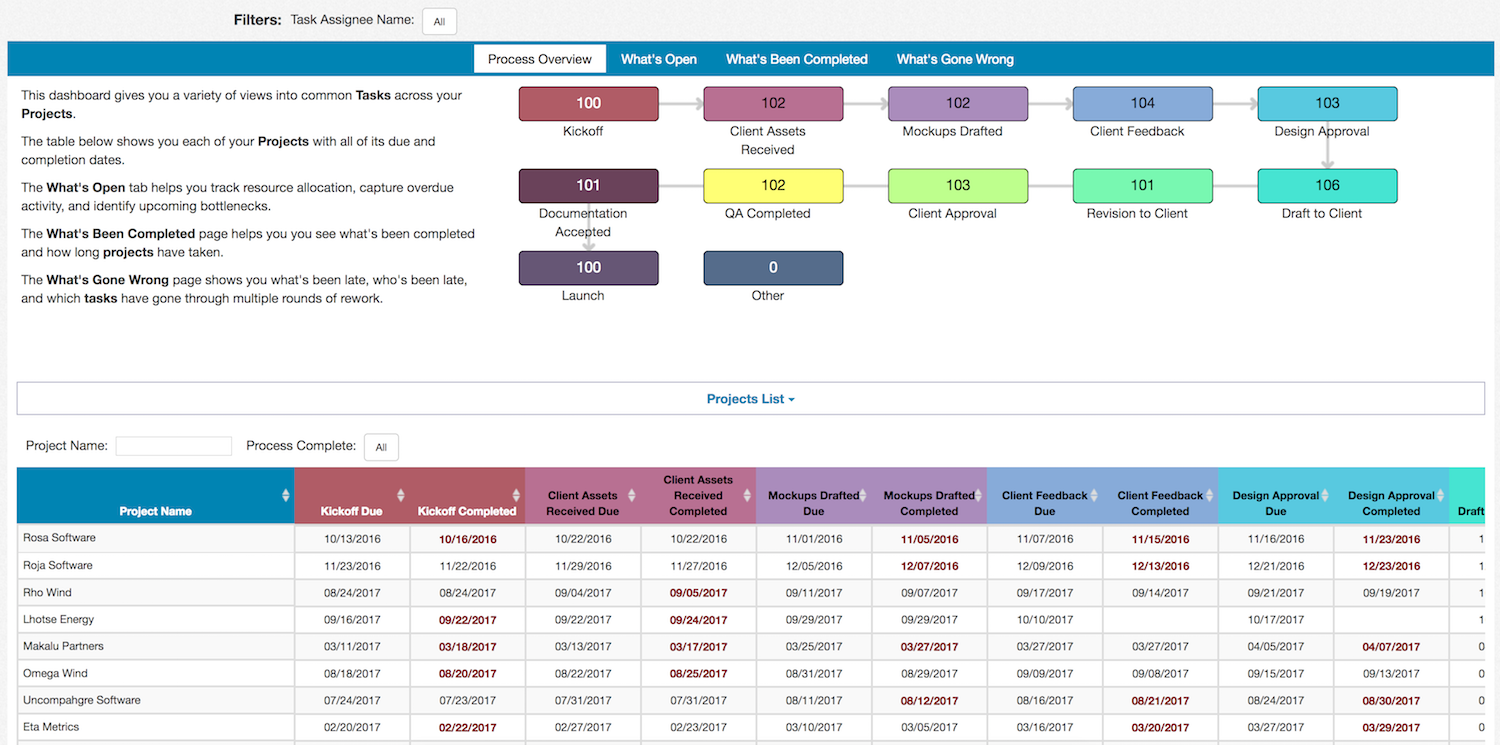 Filters: Task Assignee Name: All
Process Overview What's Open What's Been Completed What's Gone Wrong
This dashboard gives you a variety of views into common Tasks across your
Projects.
The table below shows you each of your Projects with all of its due and
completion dates.
The What's Open tab helps you track resource allocation, capture overdue
activity, and identify upcoming bottlenecks.
The What's Been Completed page helps you you see what's been completed
and how long projects have taken.
The What's Gone Wrong page shows you what's been late, who's been late,
and which tasks have gone through multiple rounds of rework.
100 102 102 104 103
Kickoff Client Assets Mockups Drafted Client Feedback Design Approval
Received
101 102 103 101 106
Documentation QA Completed Client Approval Revision to Client Draft to Client
Accepted
100 0
Launch Other
Projects List
Project Name: Process Complete: All
Client Assets
Client Assets Received Mockups Drafted Mockups Drafted Client Feedback Client Feedback Design Approval Design Approval
Project Name Kickoff Due Kickoff Completed Received Due Completed Due Completed Due Completed Due Completed Draft
Rosa Software 10/13/2016 10/16/2016 10/22/2016 10/22/2016 11/01/2016 11/05/2016 11/07/2016 11/15/2016 11/16/2016 11/23/2016 1
Roja Software 11/23/2016 11/22/2016 11/29/2016 11/27/2016 12/05/2016 12/07/2016 12/09/2016 12/13/2016 12/21/2016 12/23/2016 1
Rho Wind 08/24/2017 08/24/2017 09/04/2017 09/05/2017 09/11/2017 09/07/2017 09/17/2017 09/14/2017 09/21/2017 09/19/2017 1
Lhotse Energy 09/16/2017 09/22/2017 09/22/2017 09/24/2017 09/29/2017 09/29/2017 10/10/2017 10/17/2017 1
Makalu Partners 03/11/2017 03/18/2017 03/13/2017 03/17/2017 03/25/2017 03/27/2017 03/27/2017 03/27/2017 04/05/2017 04/07/2017 0
Omega Wind 08/18/2017 08/20/2017 08/22/2017 08/25/2017 08/31/2017 08/29/2017 09/09/2017 09/08/2017 09/15/2017 09/13/2017 0
Uncompahgre Software 07/24/2017 07/23/2017 07/31/2017 07/31/2017 08/11/2017 08/12/2017 08/16/2017 08/21/2017 08/24/2017 08/30/2017 0
Eta Metrics 02/20/2017 02/22/2017 02/27/2017 02/23/2017 03/10/2017 03/05/2017 03/16/2017 03/20/2017 03/27/2017 03/29/2017 0